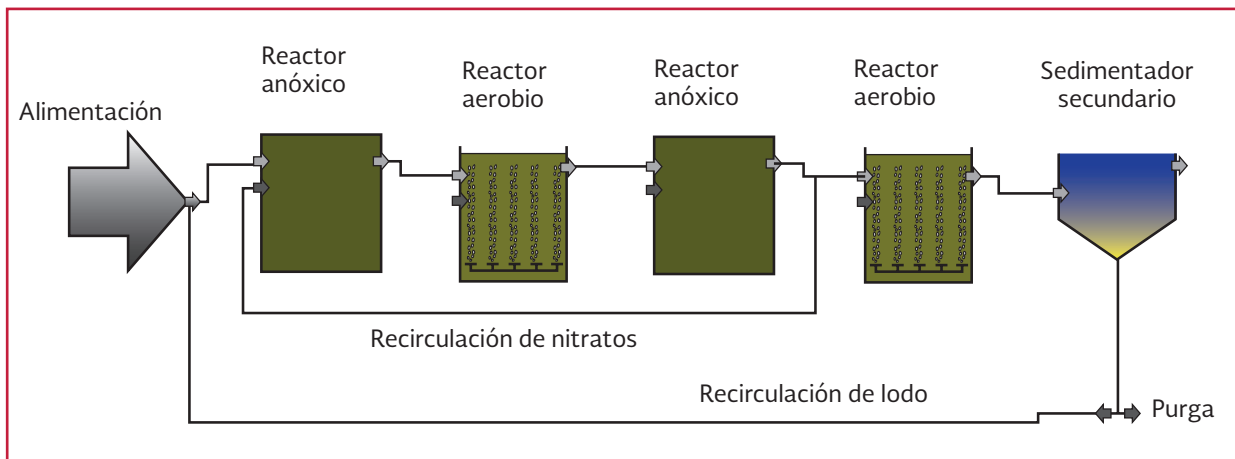 Alimentación
Reactor
anóxico
Reactor
aerobio
Reactor
anóxico
Reactor
aerobio
Sedimentador
secundario
Recirculación de nitratos
Recirculación de lodo
Purga